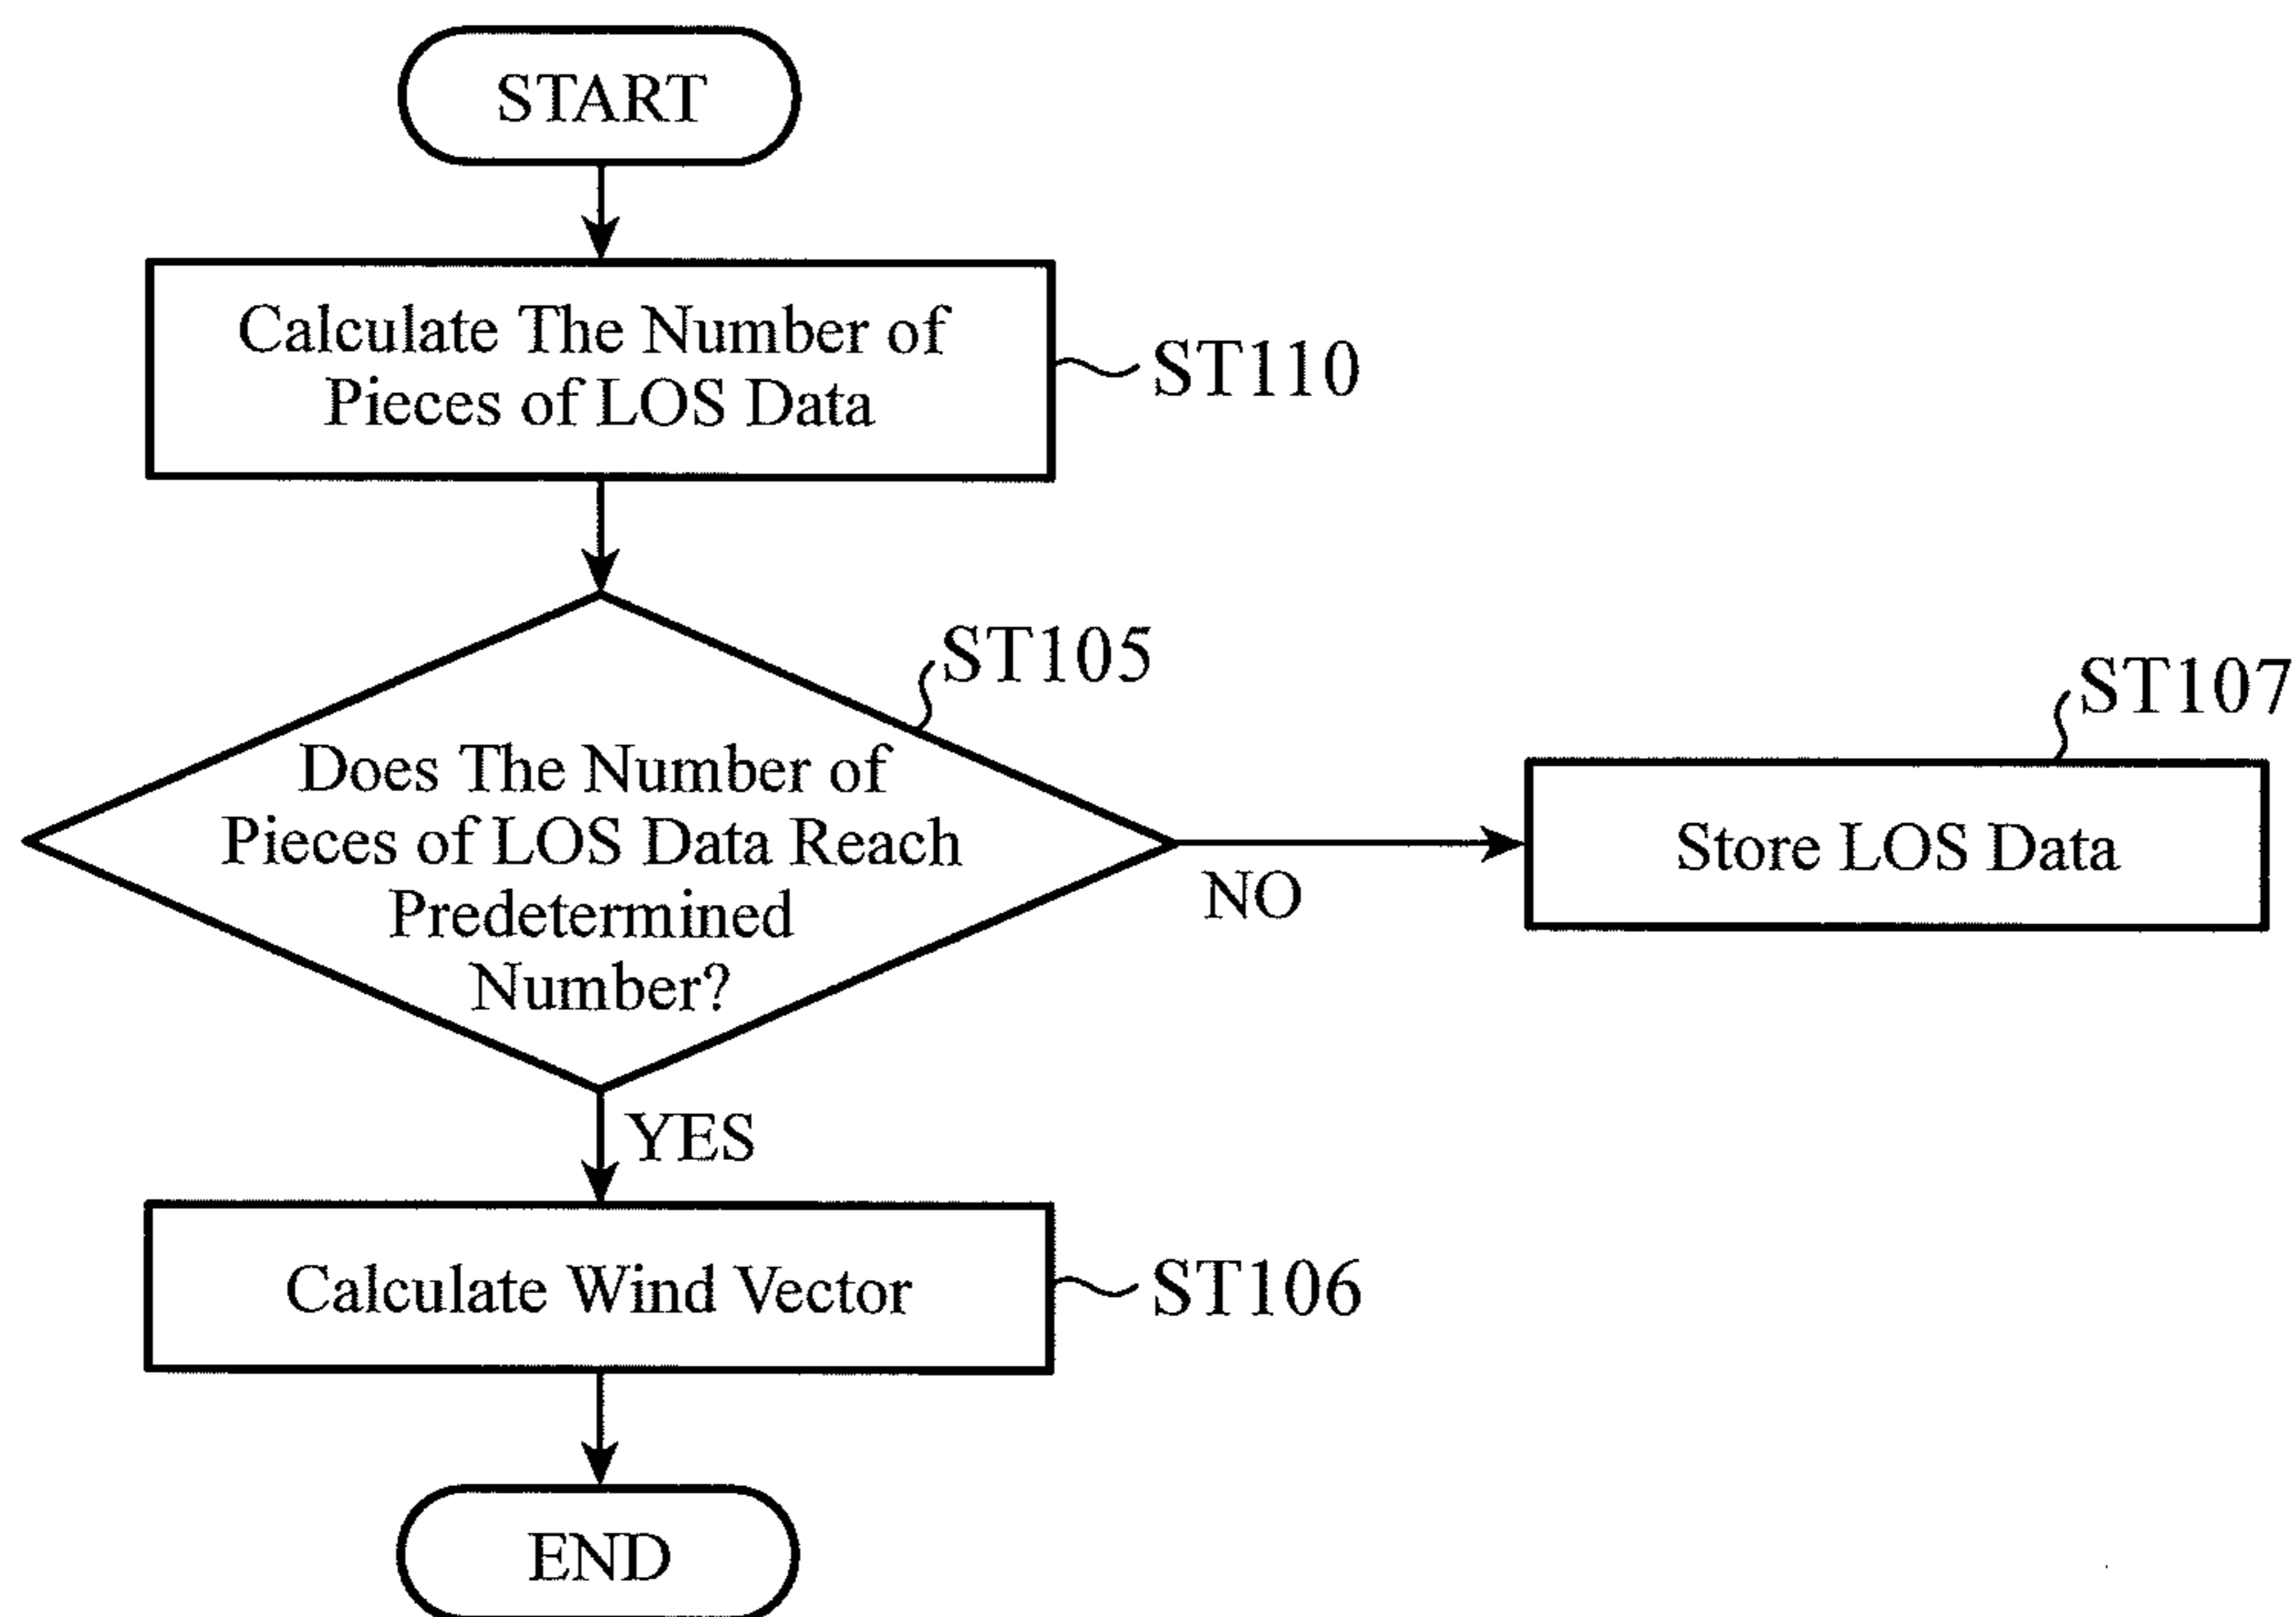 START
Calculate The Number of
Pieces of LOS Data
ST110
ST105
Does The Number of
Pieces of LOS Data Reach
Predetermined
Number?
NO
ST107
Store LOS Data
YES
Calculate Wind Vector
ST106
END